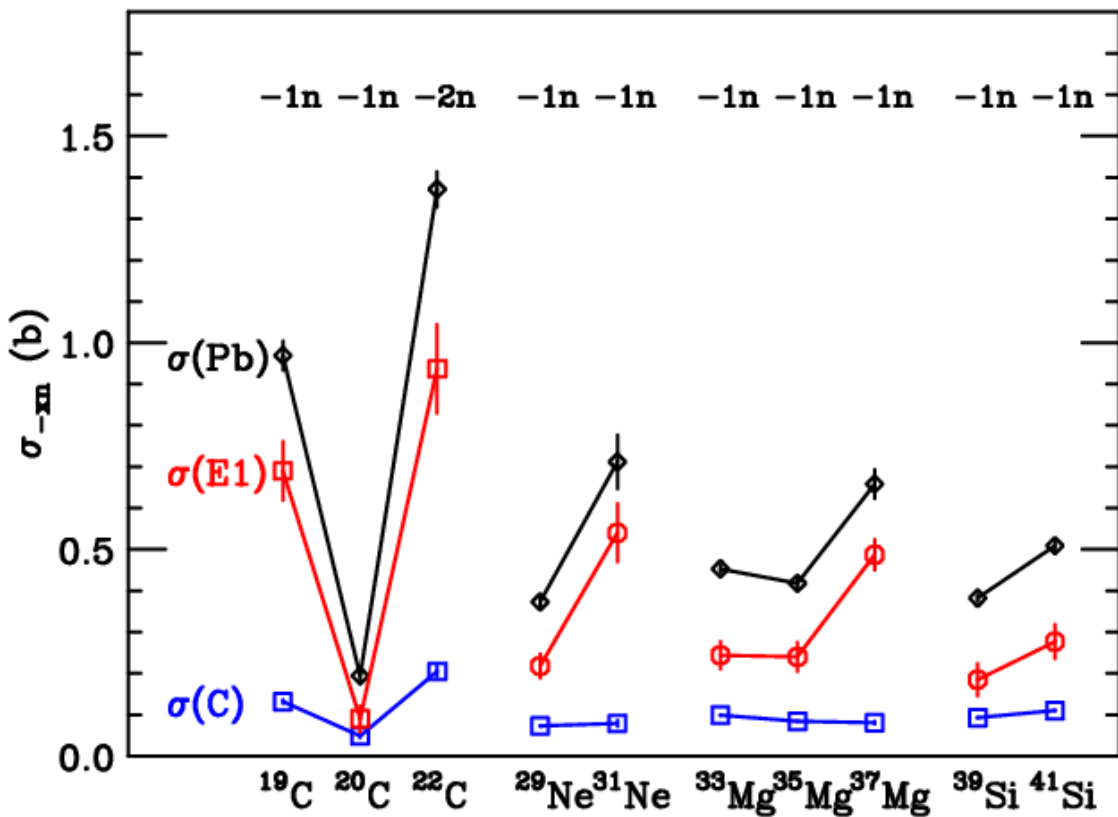 -1n -1n -2n -1n -1n -1n -1n -1n -1n -1n
1.5
1.0
0.5
0.0
σ₋ₓₙ (b)
σ(Pb)
σ(E1)
σ(C)
¹⁹C ²⁰C ²²C ²⁹Ne ³¹Ne ³³Mg ³⁵Mg ³⁷Mg ³⁹Si ⁴¹Si